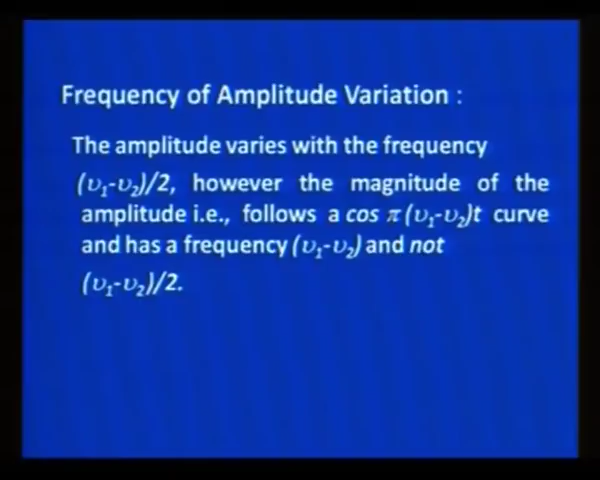 Frequency of Amplitude Variation :
The amplitude varies with the frequency
(υ₁-υ₂)/2, however the magnitude of the
amplitude i.e., follows a cos π(υ₁-υ₂)t curve
and has a frequency (υ₁-υ₂) and not
(υ₁-υ₂)/2.